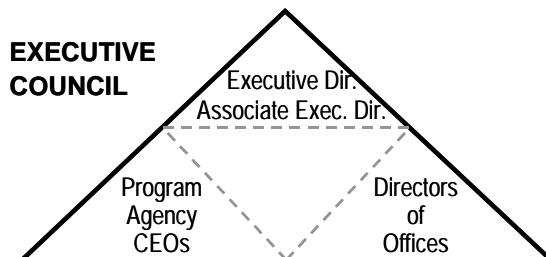 EXECUTIVE
COUNCIL
Executive Dir.
Associate Exec. Dir.
Program
Agency
CEOs
Directors
of
Offices